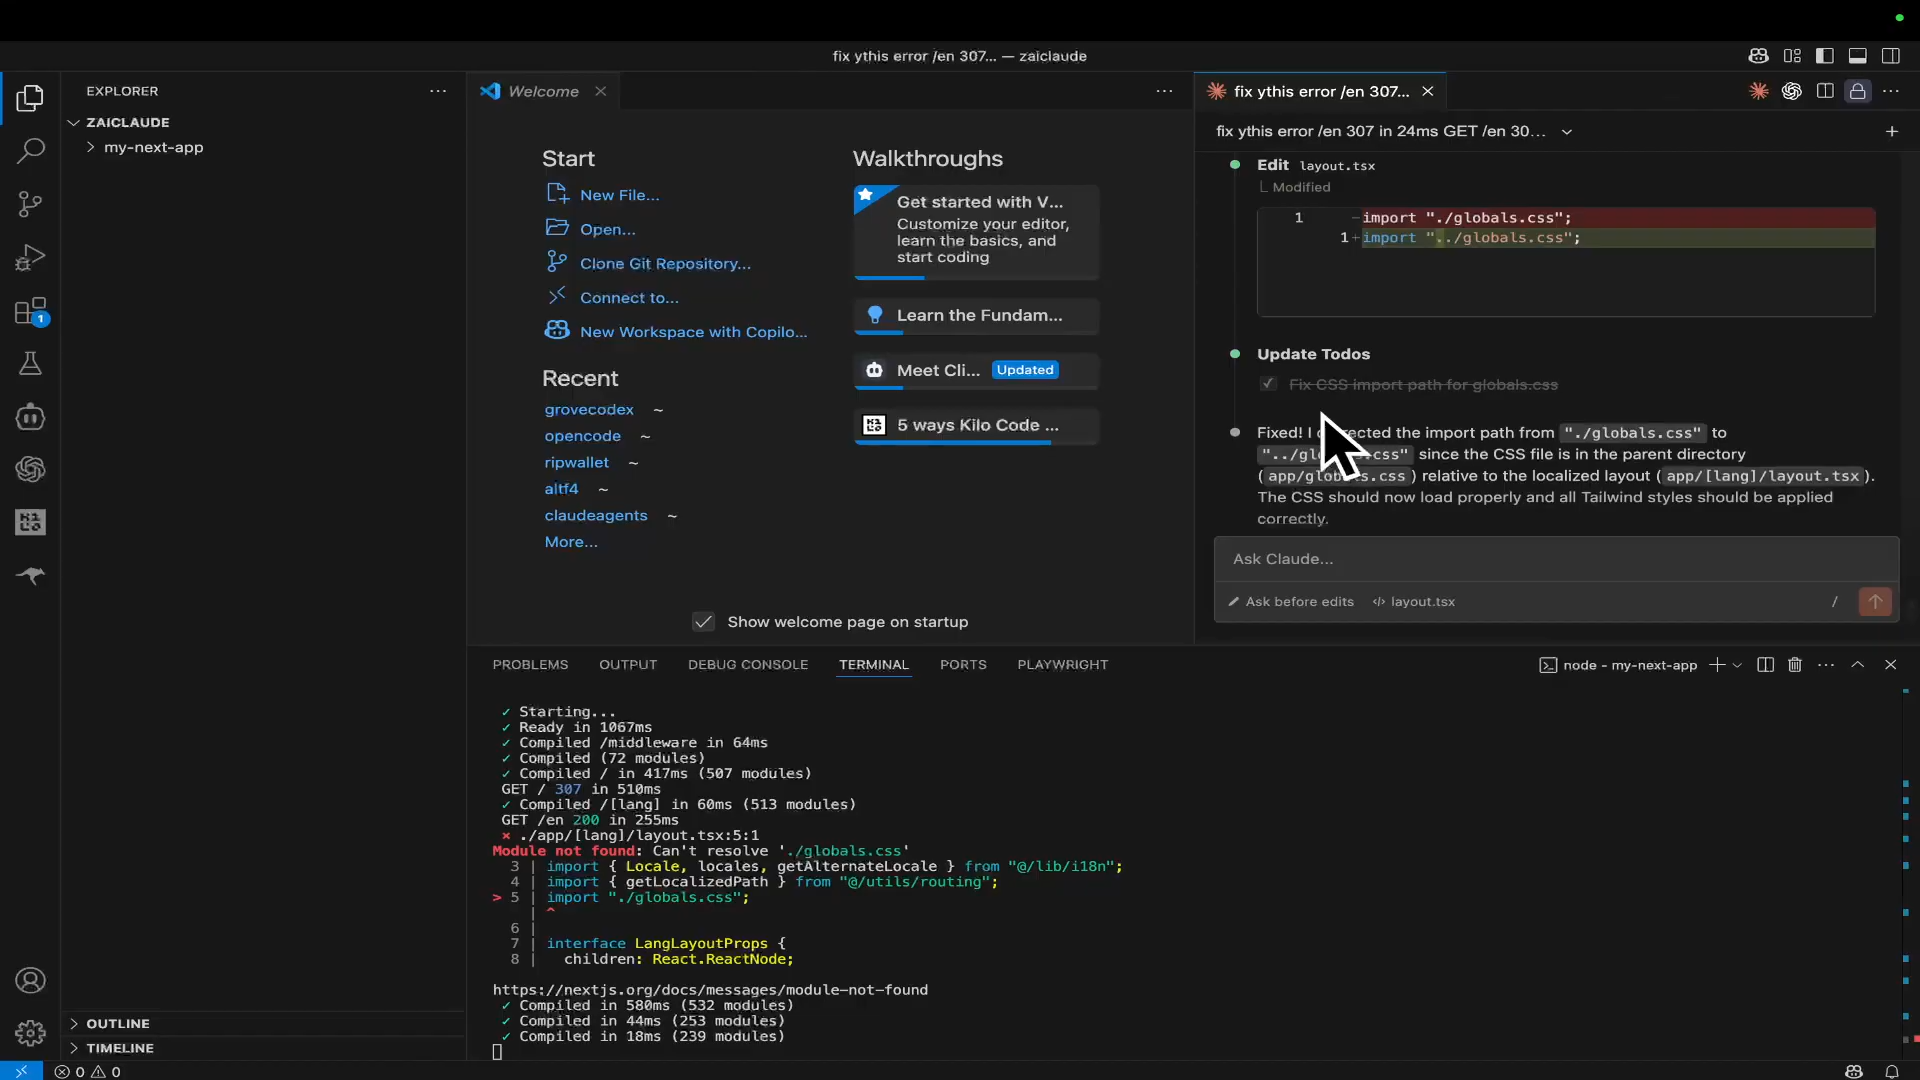 fix ythis error /en 307... — zaiclaude
EXPLORER
ZAICLAUDE
my-next-app
OUTLINE
TIMELINE
1
Welcome
Start
New File...
Open...
Clone Git Repository...
Connect to...
New Workspace with Copilo...
Recent
grovecodex ~
opencode ~
ripwallet ~
altf4 ~
claudeagents ~
More...
Walkthroughs
Get started with V...
Customize your editor,
learn the basics, and
start coding
Learn the Fundam...
Meet Cli... Updated
5 ways Kilo Code ...
Show welcome page on startup
fix ythis error /en 307...
fix ythis error /en 307 in 24ms GET /en 30...
Edit layout.tsx
Modified
1 -import "./globals.css";
1+import "../globals.css";
Update Todos
Fix CSS import path for globals.css
Fixed! I the import path from "./globals.css" to
since the CSS file is in the parent directory
(app/globals.css) relative to the localized layout (app/[lang]/layout.tsx).
The CSS should now load properly and all Tailwind styles should be applied
correctly.
Ask Claude...
Ask before edits </> layout.tsx /
PROBLEMS OUTPUT DEBUG CONSOLE TERMINAL PORTS PLAYWRIGHT
node - my-next-app
✓ Starting...
✓ Ready in 1067ms
✓ Compiled /middleware in 64ms
✓ Compiled (72 modules)
✓ Compiled / in 417ms (507 modules)
GET / 307 in 510ms
✓ Compiled /[lang] in 60ms (513 modules)
GET /en 200 in 255ms
× ./app/[lang]/layout.tsx:5:1
Module not found: Can't resolve './globals.css'
3 | import { Locale, locales, getAlternateLocale } from "@/lib/i18n";
4 | import { getLocalizedPath } from "@/utils/routing";
> 5 | import "./globals.css";
| ^
6 |
7 | interface LangLayoutProps {
8 | children: React.ReactNode;
https://nextjs.org/docs/messages/module-not-found
✓ Compiled in 580ms (532 modules)
✓ Compiled in 44ms (253 modules)
✓ Compiled in 18ms (239 modules)
0 0